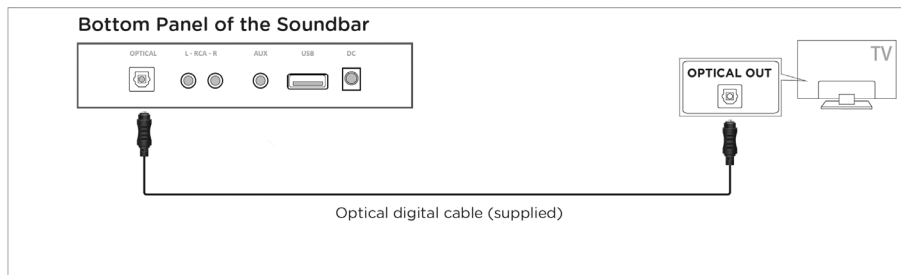 Bottom Panel of the Soundbar
OPTICAL L - RCA - R AUX USB DC
TV
OPTICAL OUT
Optical digital cable (supplied)